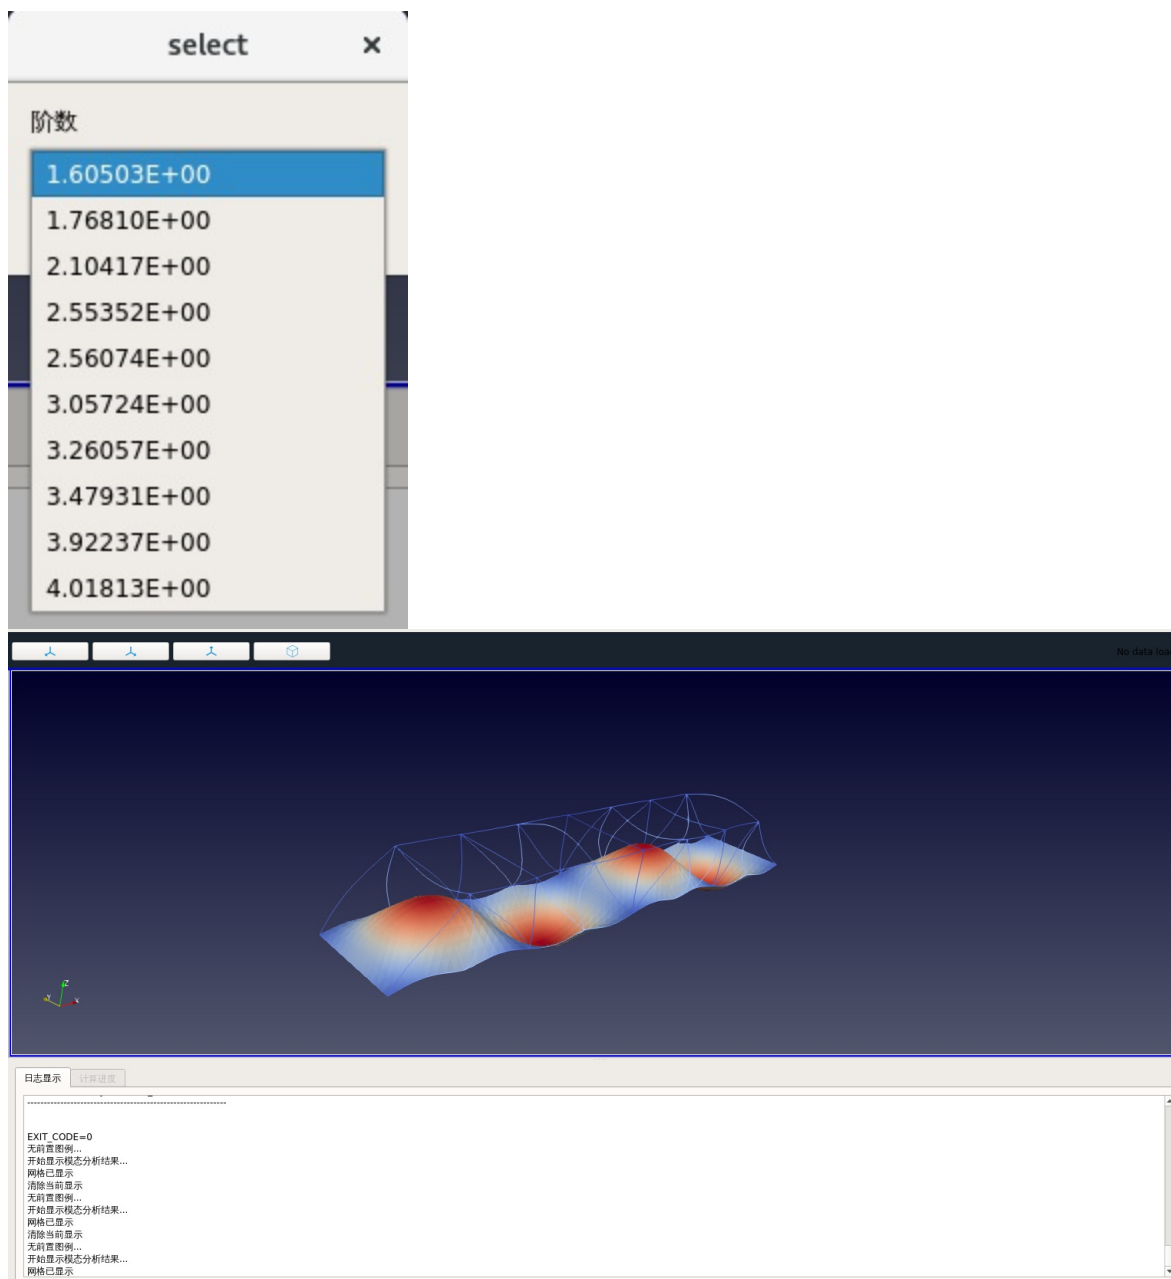 select
阶数
1.60503E+00
1.76810E+00
2.10417E+00
2.55352E+00
2.56074E+00
3.05724E+00
3.26057E+00
3.47931E+00
3.92237E+00
4.01813E+00
No data loa
Z
Y
X
日志显示 计算进度
------------------------------------------------------------
EXIT_CODE=0
无前置图例...
开始显示模态分析结果...
网格已显示
清除当前显示
无前置图例...
开始显示模态分析结果...
网格已显示
清除当前显示
无前置图例...
开始显示模态分析结果...
网格已显示